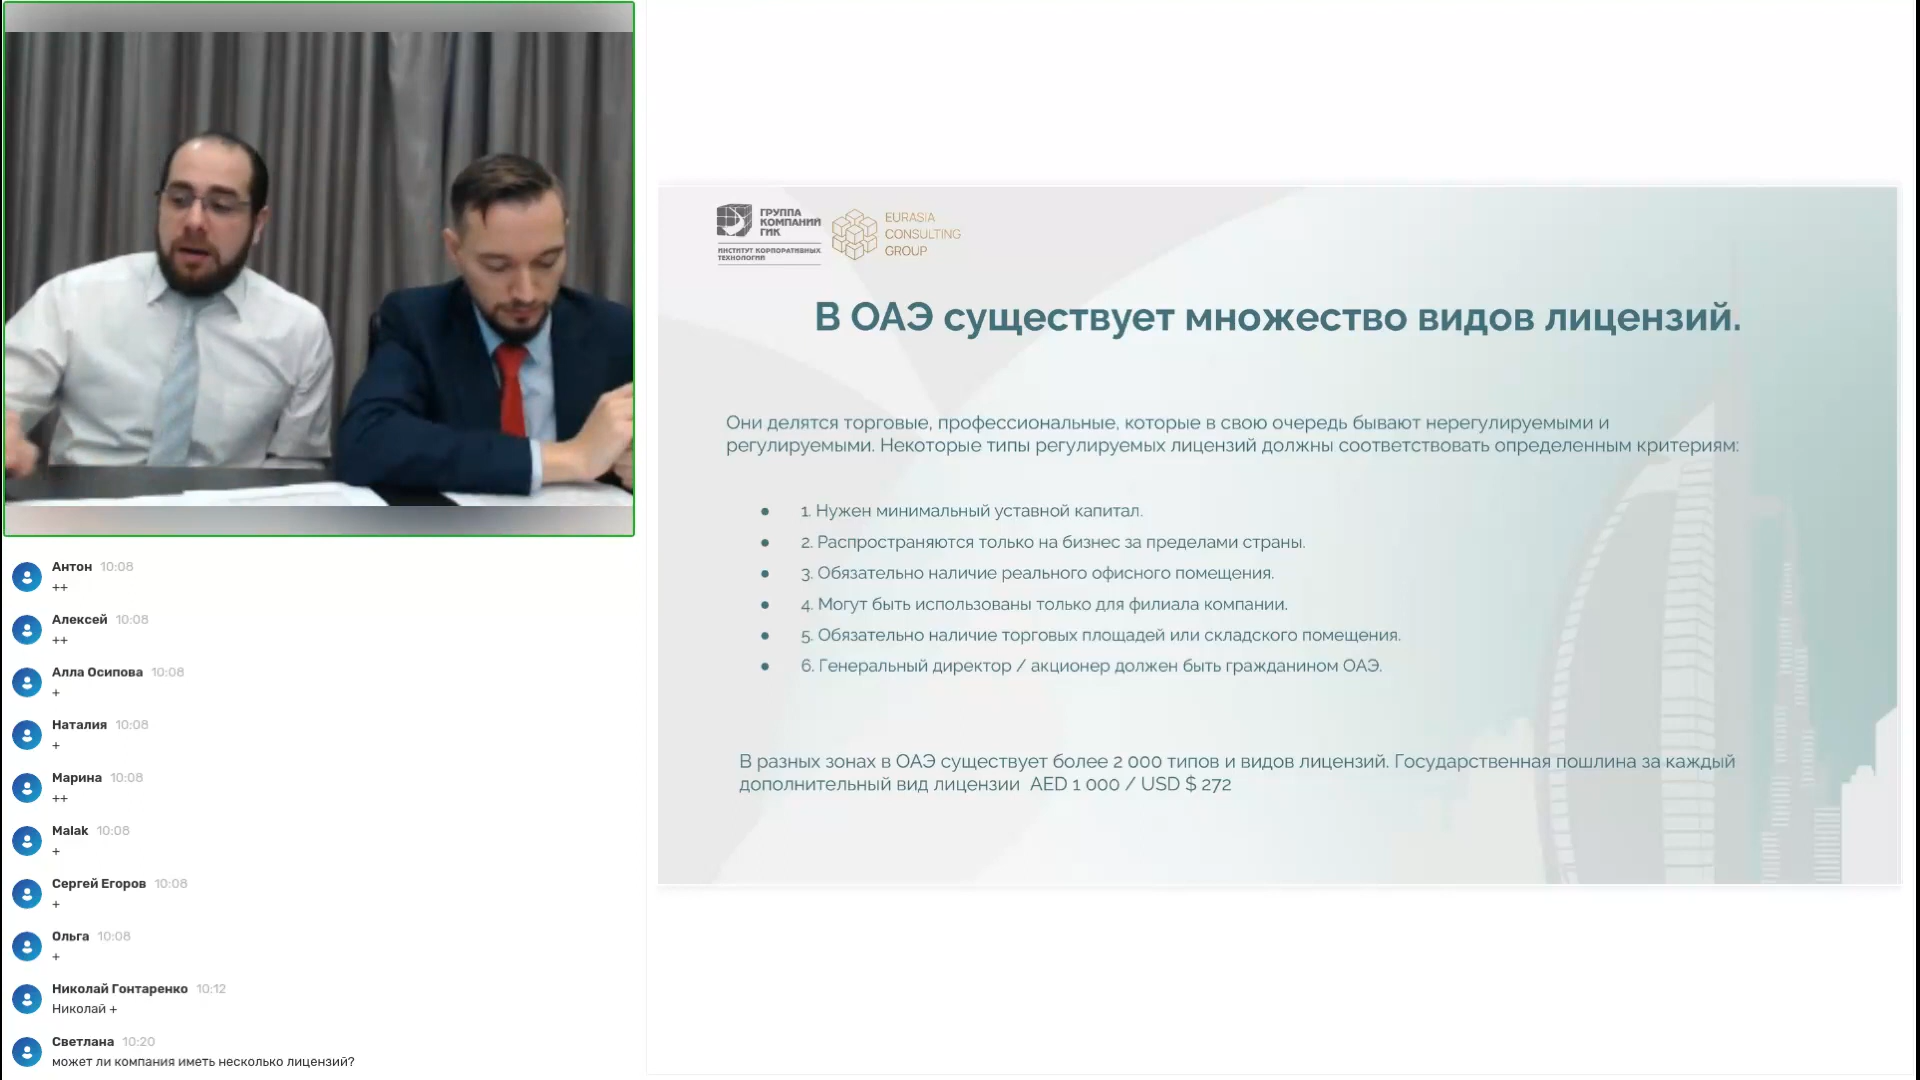 Антон 10:08
++
Алексей 10:08
++
Алла Осипова 10:08
+
Наталия 10:08
+
Марина 10:08
++
Malak 10:08
+
Сергей Егоров 10:08
+
Ольга 10:08
+
Николай Гонтаренко 10:12
Николай +
Светлана 10:20
может ли компания иметь несколько лицензий?
ГРУППА
КОМПАНИЙ
ГИК
ИНСТИТУТ КОРПОРАТИВНЫХ
ТЕХНОЛОГИЙ
EURASIA
CONSULTING
GROUP
В ОАЭ существует множество видов лицензий.
Они делятся торговые, профессиональные, которые в свою очередь бывают нерегулируемыми и
регулируемыми. Некоторые типы регулируемых лицензий должны соответствовать определенным критериям:
● 1. Нужен минимальный уставной капитал.
● 2. Распространяются только на бизнес за пределами страны.
● 3. Обязательно наличие реального офисного помещения.
● 4. Могут быть использованы только для филиала компании.
● 5. Обязательно наличие торговых площадей или складского помещения.
● 6. Генеральный директор / акционер должен быть гражданином ОАЭ.
В разных зонах в ОАЭ существует более 2 000 типов и видов лицензий. Государственная пошлина за каждый
дополнительный вид лицензии AED 1 000 / USD $ 272